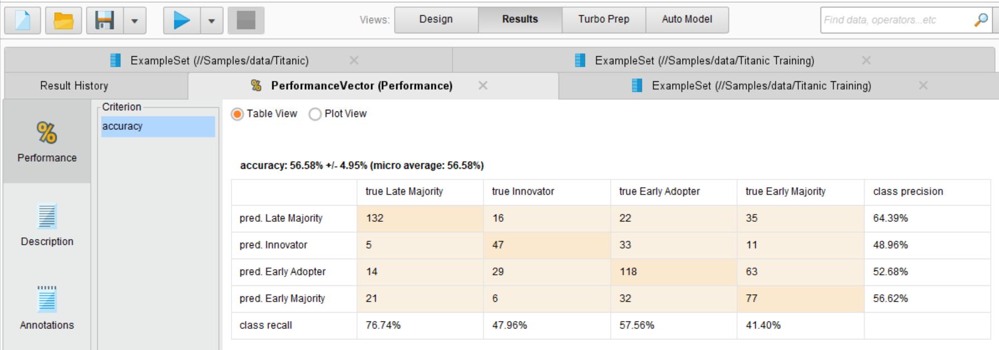 Views: Design Results Turbo Prep Auto Model Find data, operators...etc
ExampleSet (//Samples/data/Titanic) ExampleSet (//Samples/data/Titanic Training)
Result History PerformanceVector (Performance) ExampleSet (//Samples/data/Titanic Training)
Performance
Description
Annotations
Criterion
accuracy
Table View Plot View
accuracy: 56.58% +/- 4.95% (micro average: 56.58%)
true Late Majority true Innovator true Early Adopter true Early Majority class precision
pred. Late Majority 132 16 22 35 64.39%
pred. Innovator 5 47 33 11 48.96%
pred. Early Adopter 14 29 118 63 52.68%
pred. Early Majority 21 6 32 77 56.62%
class recall 76.74% 47.96% 57.56% 41.40%